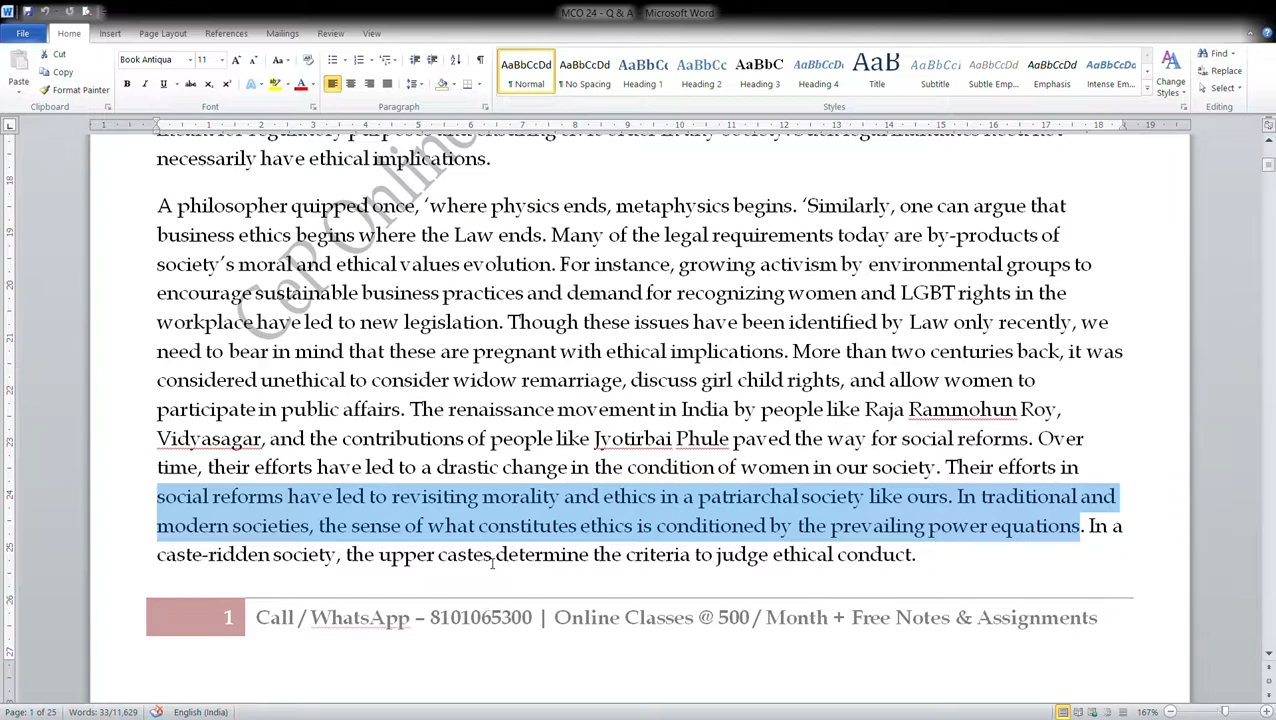 MCO 24 - Q & A - Microsoft Word
File Home Insert Page Layout References Mailings Review View
Paste
Cut
Copy
Format Painter
Clipboard
Book Antiqua 11
Font
Paragraph
AaBbCcDd AaBbCcDd AaBbCc AaBbCc AaBbC AaBbCcDc AaB AaBbCcI AaBbCcDd AaBbCcDd AaBbCcDc
¶ Normal ¶ No Spacing Heading 1 Heading 2 Heading 3 Heading 4 Title Subtitle Subtle Emp... Emphasis Intense Em...
Styles
Change Styles
Find
Replace
Select
Editing
necessarily have ethical implications.
A philosopher quipped once, ‘where physics ends, metaphysics begins. ‘Similarly, one can argue that
business ethics begins where the Law ends. Many of the legal requirements today are by-products of
society’s moral and ethical values evolution. For instance, growing activism by environmental groups to
encourage sustainable business practices and demand for recognizing women and LGBT rights in the
workplace have led to new legislation. Though these issues have been identified by Law only recently, we
need to bear in mind that these are pregnant with ethical implications. More than two centuries back, it was
considered unethical to consider widow remarriage, discuss girl child rights, and allow women to
participate in public affairs. The renaissance movement in India by people like Raja Rammohun Roy,
Vidyasagar, and the contributions of people like Jyotirbai Phule paved the way for social reforms. Over
time, their efforts have led to a drastic change in the condition of women in our society. Their efforts in
social reforms have led to revisiting morality and ethics in a patriarchal society like ours. In traditional and
modern societies, the sense of what constitutes ethics is conditioned by the prevailing power equations. In a
caste-ridden society, the upper castes determine the criteria to judge ethical conduct.
CeP Online
1 Call / WhatsApp – 8101065300 | Online Classes @ 500 / Month + Free Notes & Assignments
Page: 1 of 25 Words: 33/11,629 English (India) 167%